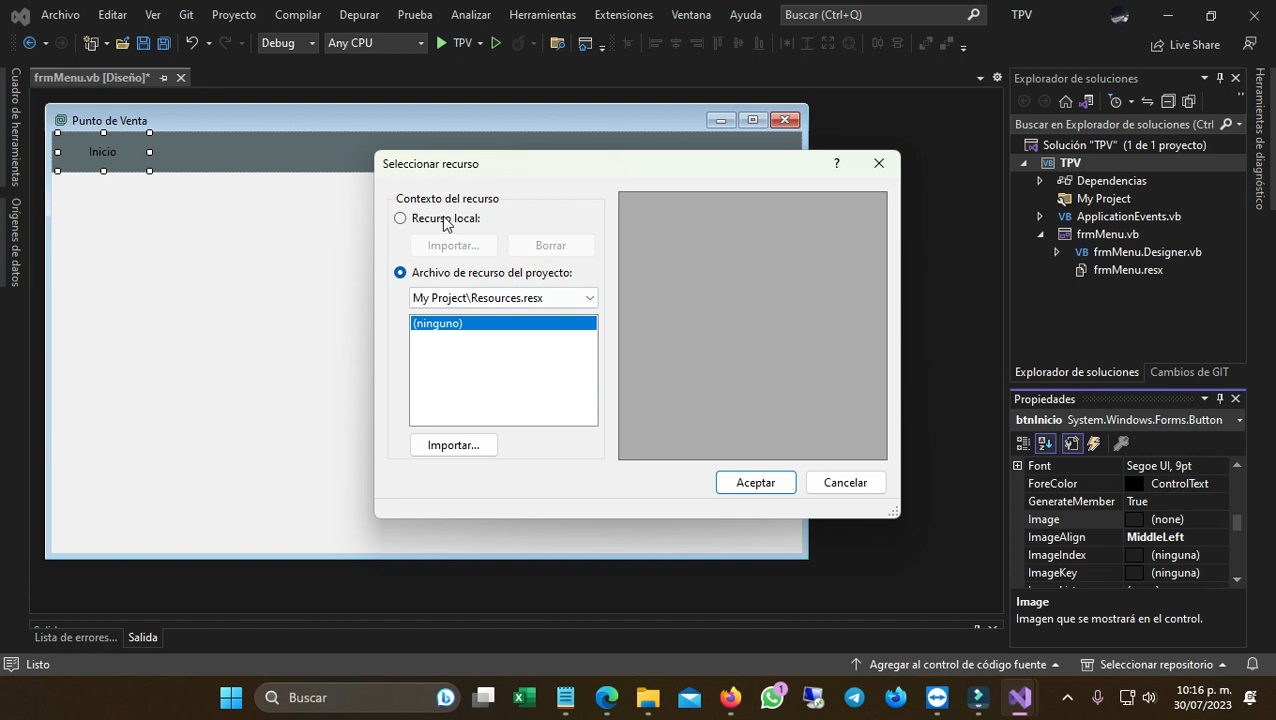 Archivo Editar Ver Git Proyecto Compilar Depurar Prueba Analizar Herramientas Extensiones Ventana Ayuda Buscar (Ctrl+Q) TPV
Debug Any CPU TPV Live Share
Cuadro de herramientas
Orígenes de datos
frmMenu.vb [Diseño]*
Punto de Venta
Inicio
Seleccionar recurso
Contexto del recurso
Recurso local:
Importar... Borrar
Archivo de recurso del proyecto:
My Project\Resources.resx
(ninguno)
Importar...
Aceptar Cancelar
Explorador de soluciones
Buscar en Explorador de soluciones (Ctrl
Solución "TPV" (1 de 1 proyecto)
TPV
Dependencias
My Project
ApplicationEvents.vb
frmMenu.vb
frmMenu.Designer.vb
frmMenu.resx
Explorador de soluciones Cambios de GIT
Herramientas de diagnóstico
Propiedades
btnInicio System.Windows.Forms.Button
Font Segoe UI, 9pt
ForeColor ControlText
GenerateMember True
Image (none)
ImageAlign MiddleLeft
ImageIndex (ninguna)
ImageKey (ninguna)
Image
Imagen que se mostrará en el control.
Lista de errores... Salida
Listo Agregar al control de código fuente Seleccionar repositorio
Buscar 1 10:16 p. m.
30/07/2023